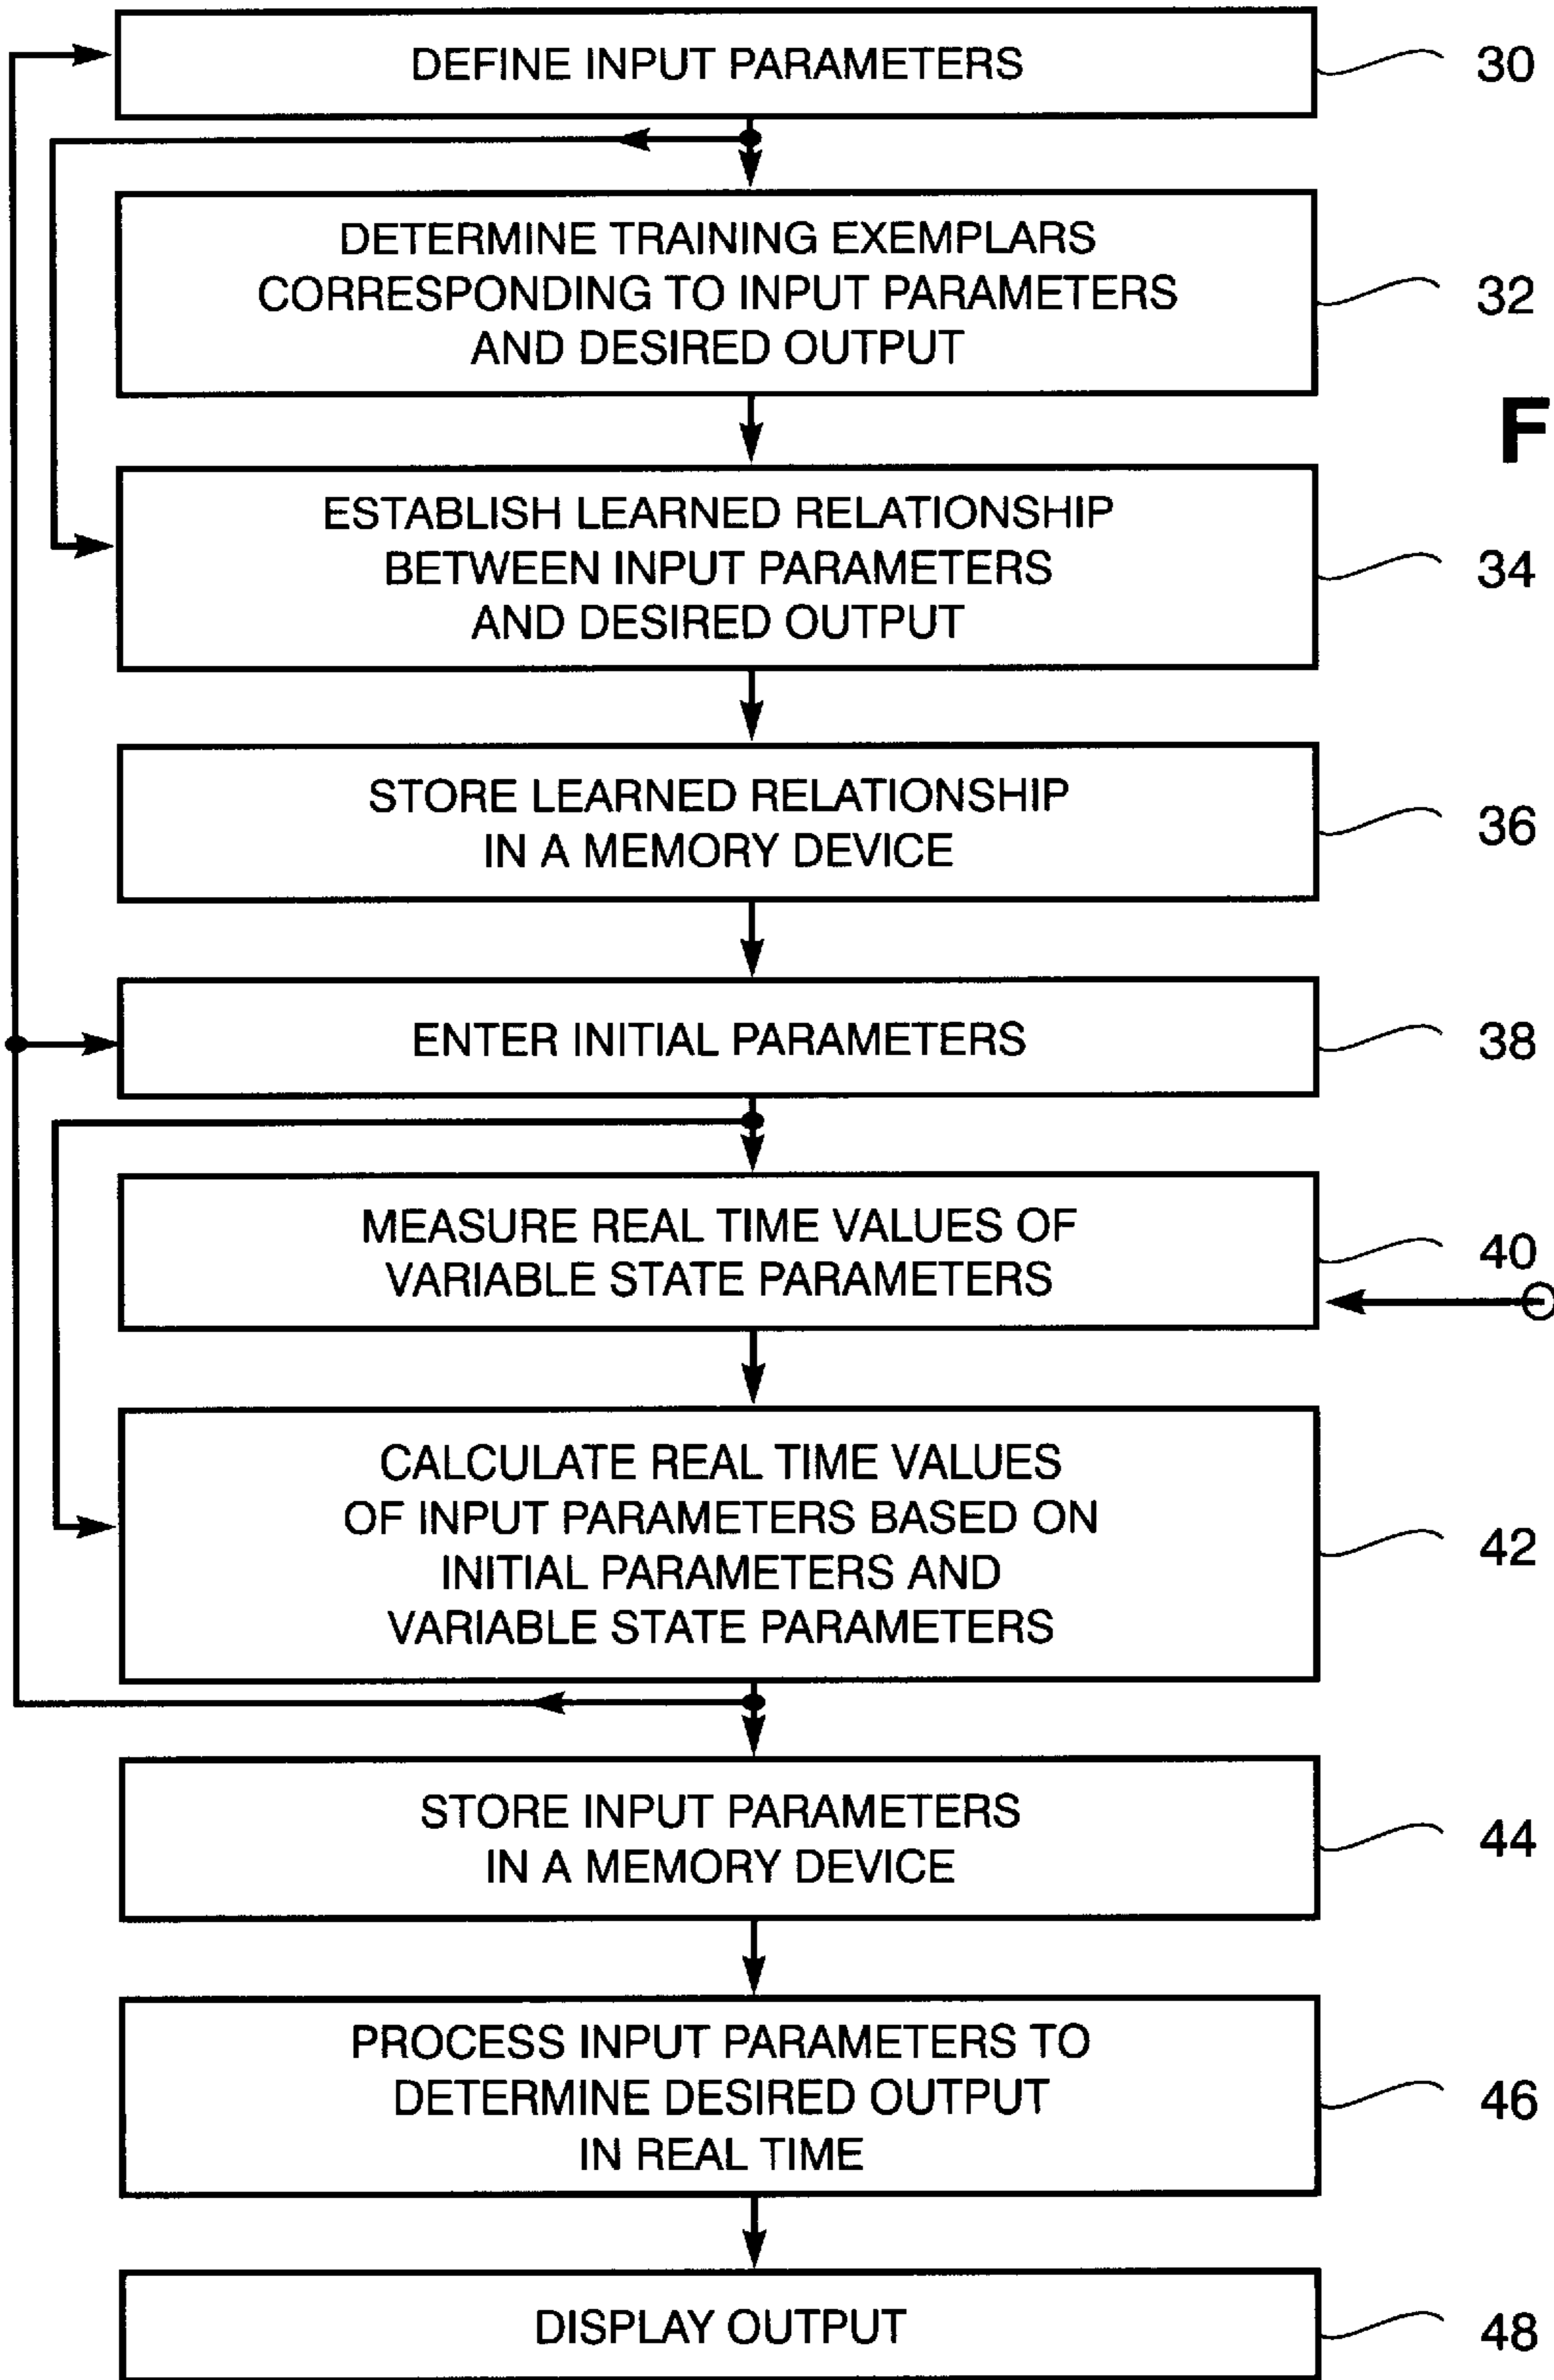 DEFINE INPUT PARAMETERS
30
DETERMINE TRAINING EXEMPLARS
CORRESPONDING TO INPUT PARAMETERS
AND DESIRED OUTPUT
32
F
ESTABLISH LEARNED RELATIONSHIP
BETWEEN INPUT PARAMETERS
AND DESIRED OUTPUT
34
STORE LEARNED RELATIONSHIP
IN A MEMORY DEVICE
36
ENTER INITIAL PARAMETERS
38
MEASURE REAL TIME VALUES OF
VARIABLE STATE PARAMETERS
40
CALCULATE REAL TIME VALUES
OF INPUT PARAMETERS BASED ON
INITIAL PARAMETERS AND
VARIABLE STATE PARAMETERS
42
STORE INPUT PARAMETERS
IN A MEMORY DEVICE
44
PROCESS INPUT PARAMETERS TO
DETERMINE DESIRED OUTPUT
IN REAL TIME
46
DISPLAY OUTPUT
48